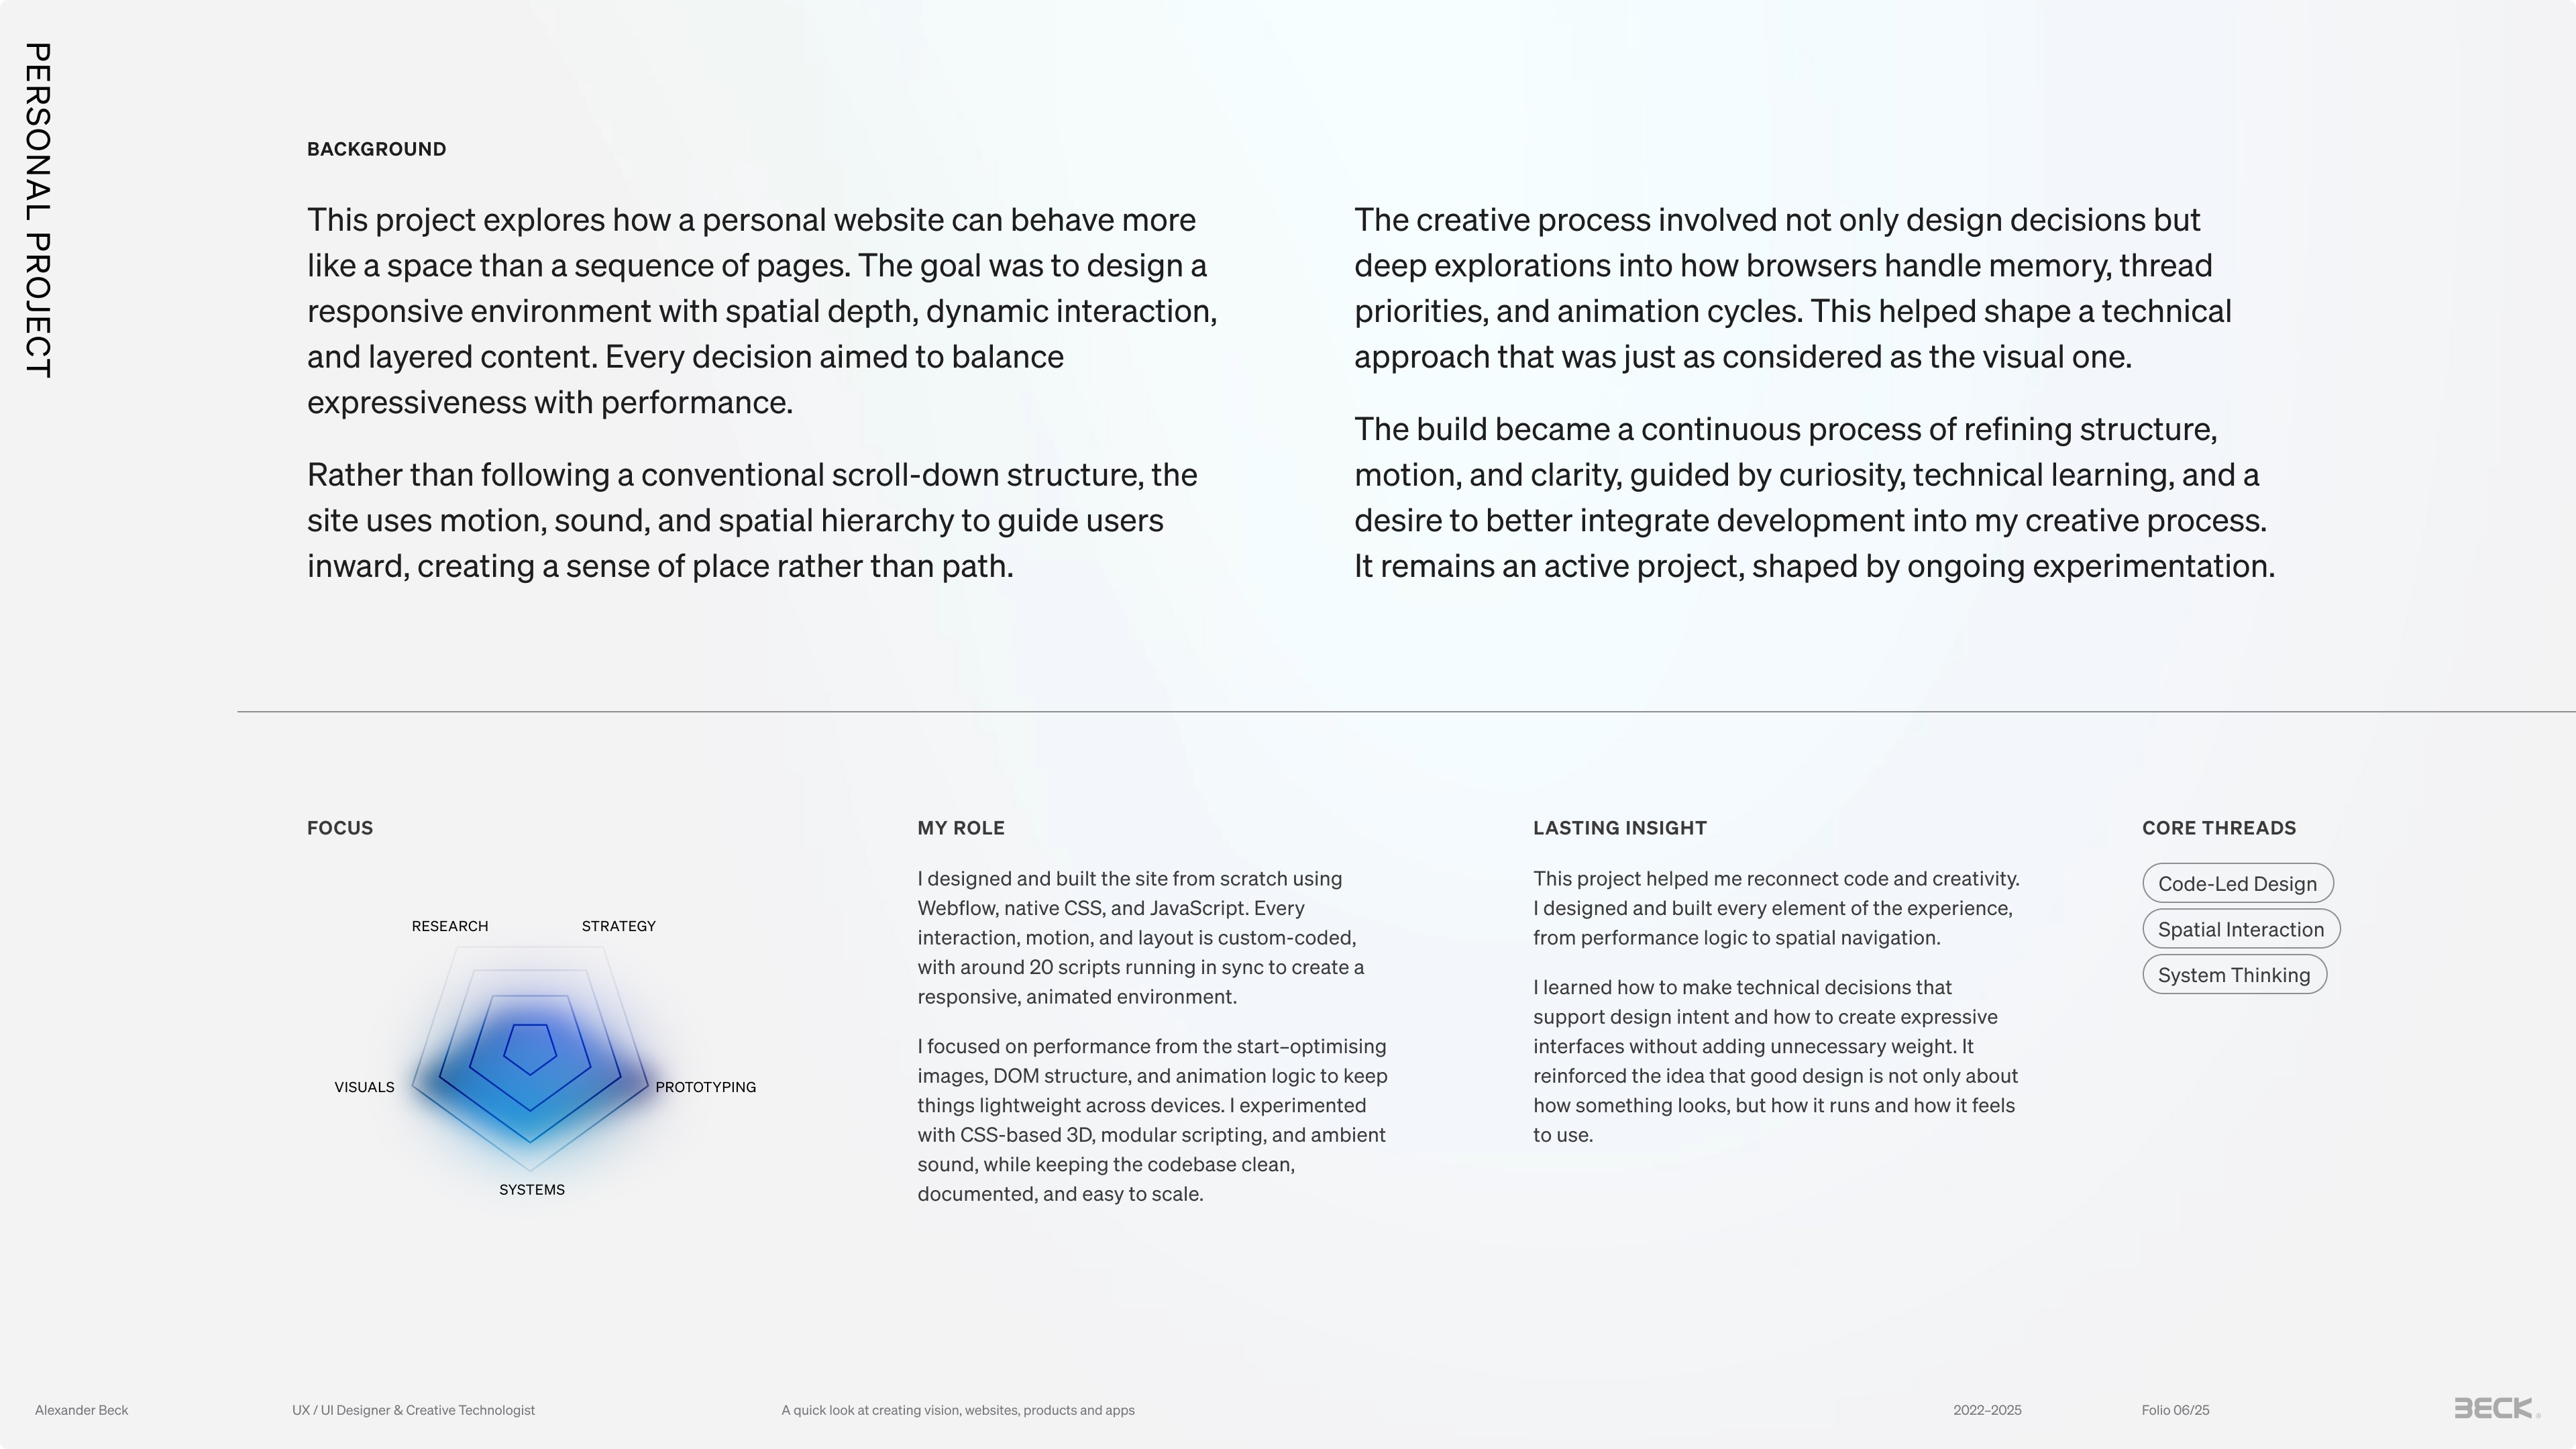 PERSONAL PROJECT
BACKGROUND
This project explores how a personal website can behave more
like a space than a sequence of pages. The goal was to design a
responsive environment with spatial depth, dynamic interaction,
and layered content. Every decision aimed to balance
expressiveness with performance.
Rather than following a conventional scroll-down structure, the
site uses motion, sound, and spatial hierarchy to guide users
inward, creating a sense of place rather than path.
The creative process involved not only design decisions but
deep explorations into how browsers handle memory, thread
priorities, and animation cycles. This helped shape a technical
approach that was just as considered as the visual one.
The build became a continuous process of refining structure,
motion, and clarity, guided by curiosity, technical learning, and a
desire to better integrate development into my creative process.
It remains an active project, shaped by ongoing experimentation.
FOCUS
RESEARCH
STRATEGY
VISUALS
PROTOTYPING
SYSTEMS
MY ROLE
I designed and built the site from scratch using
Webflow, native CSS, and JavaScript. Every
interaction, motion, and layout is custom-coded,
with around 20 scripts running in sync to create a
responsive, animated environment.
I focused on performance from the start–optimising
images, DOM structure, and animation logic to keep
things lightweight across devices. I experimented
with CSS-based 3D, modular scripting, and ambient
sound, while keeping the codebase clean,
documented, and easy to scale.
LASTING INSIGHT
This project helped me reconnect code and creativity.
I designed and built every element of the experience,
from performance logic to spatial navigation.
I learned how to make technical decisions that
support design intent and how to create expressive
interfaces without adding unnecessary weight. It
reinforced the idea that good design is not only about
how something looks, but how it runs and how it feels
to use.
CORE THREADS
Code-Led Design
Spatial Interaction
System Thinking
Alexander Beck
UX / UI Designer & Creative Technologist
A quick look at creating vision, websites, products and apps
2022–2025
Folio 06/25
BECK®